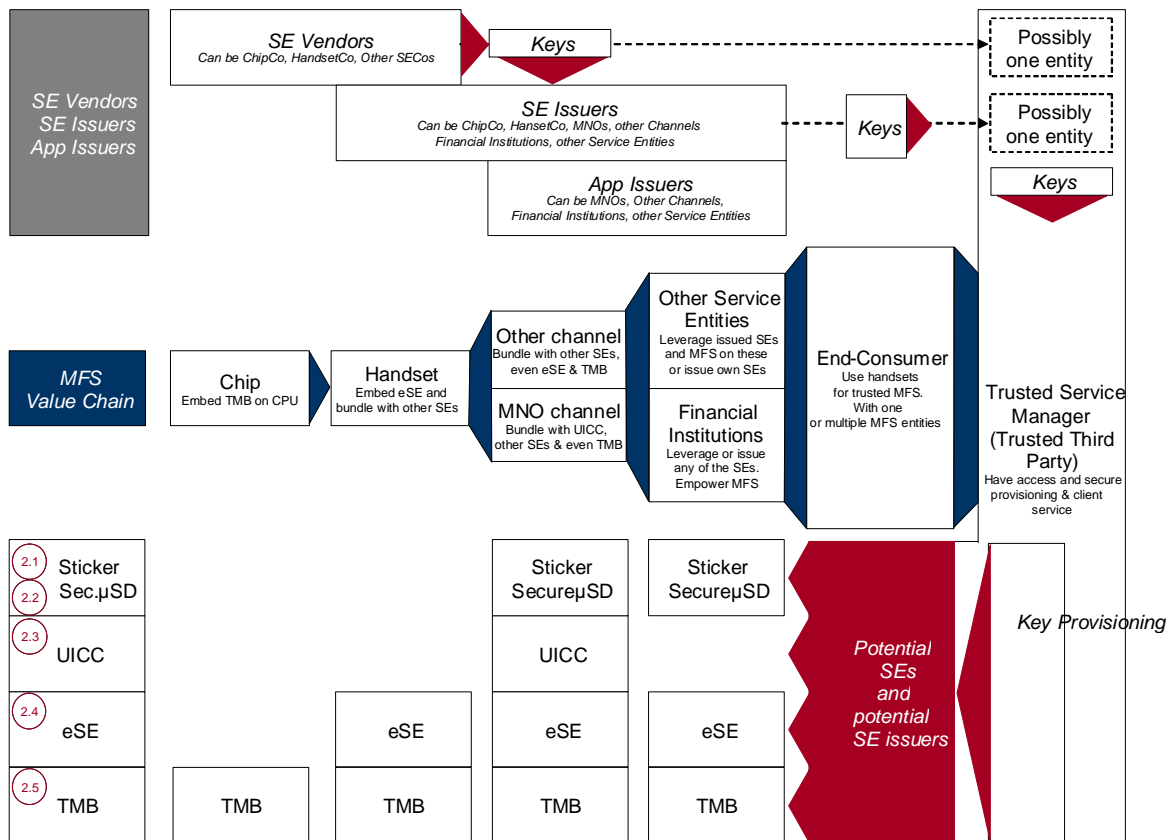 SE Vendors
SE Issuers
App Issuers
SE Vendors
Can be ChipCo, HandsetCo, Other SECos
Keys
Possibly
one entity
SE Issuers
Can be ChipCo, HansetCo, MNOs, other Channels
Financial Institutions, other Service Entities
Keys
Possibly
one entity
App Issuers
Can be MNOs, Other Channels,
Financial Institutions, other Service Entities
Keys
MFS
Value Chain
Chip
Embed TMB on CPU
Handset
Embed eSE and
bundle with other SEs
Other channel
Bundle with other SEs,
even eSE & TMB
MNO channel
Bundle with UICC,
other SEs & even TMB
Other Service
Entities
Leverage issued SEs
and MFS on these
or issue own SEs
Financial
Institutions
Leverage or issue
any of the SEs.
Empower MFS
End-Consumer
Use handsets
for trusted MFS.
With one
or multiple MFS entities
Trusted Service
Manager
(Trusted Third
Party)
Have access and secure
provisioning & client
service
2.1
Sticker
2.2
Sec.µSD
Sticker
SecureµSD
Sticker
SecureµSD
2.3
UICC
UICC
2.4
eSE
eSE
eSE
eSE
2.5
TMB
TMB
TMB
TMB
TMB
Potential
SEs
and
potential
SE issuers
Key Provisioning